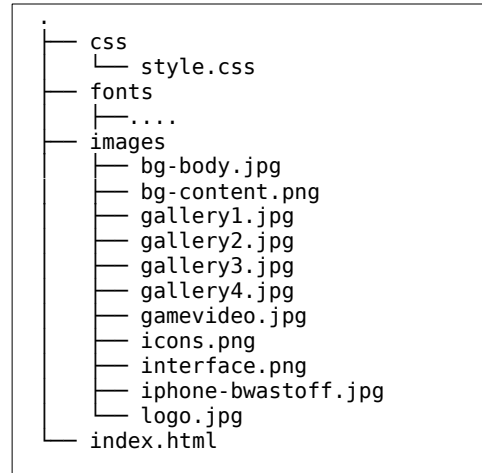 .
├── css
│   └── style.css
├── fonts
│   ├──....
├── images
│   ├── bg-body.jpg
│   ├── bg-content.png
│   ├── gallery1.jpg
│   ├── gallery2.jpg
│   ├── gallery3.jpg
│   ├── gallery4.jpg
│   ├── gamevideo.jpg
│   ├── icons.png
│   ├── interface.png
│   ├── iphone-bwastoff.jpg
│   └── logo.jpg
└── index.html